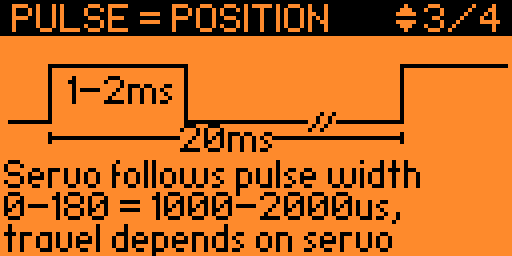 PULSE = POSITION 3/4
1-2ms
//
20ms
Servo follows pulse width
0-180 = 1000-2000us,
travel depends on servo